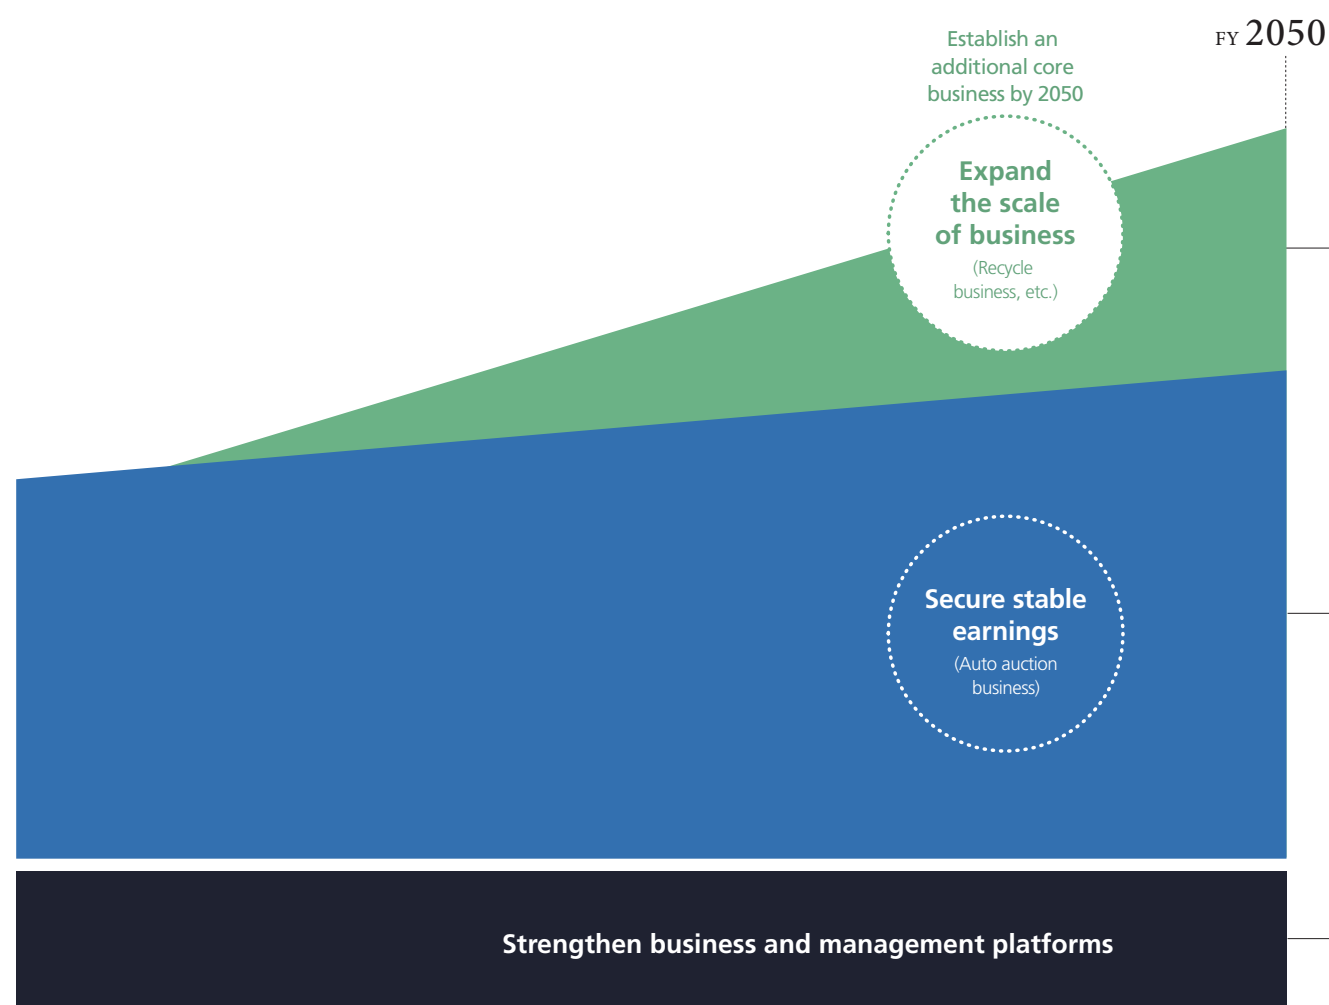 FY 2050
Establish an
additional core
business by 2050
Expand
the scale
of business
(Recycle
business, etc.)
Secure stable
earnings
(Auto auction
business)
Strengthen business and management platforms